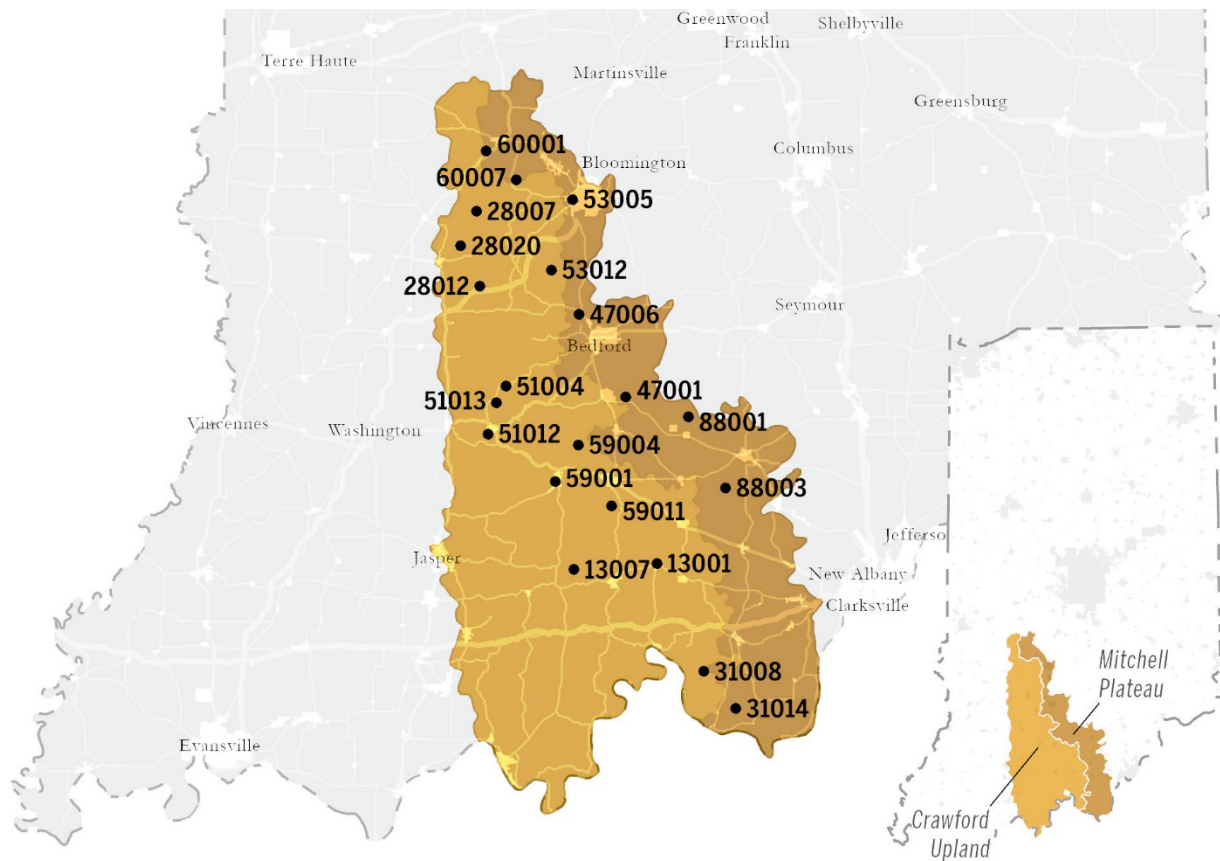 Greenwood
Franklin
Shelbyville
Terre Haute
Martinsville
Greensburg
Columbus
60001
Bloomington
60007
53005
28007
28020
53012
28012
Seymour
47006
Bedford
51004
47001
51013
88001
Vincennes
Washington
51012
59004
59001
88003
59011
Jefferso
Jasper
13007
13001
New Albany
Clarksville
31008
31014
Evansville
Mitchell
Plateau
Crawford
Upland